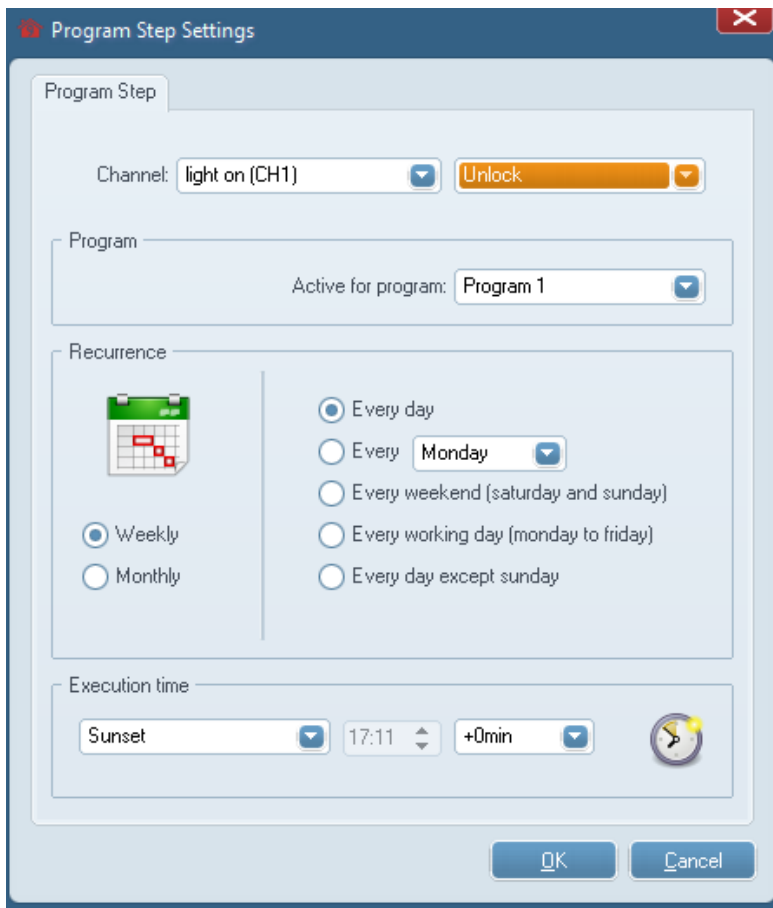 Program Step Settings
Program Step
Channel: light on (CH1) Unlock
Program
Active for program: Program 1
Recurrence
Every day
Every Monday
Every weekend (saturday and sunday)
Weekly Every working day (monday to friday)
Monthly Every day except sunday
Execution time
Sunset 17:11 +0min
OK Cancel